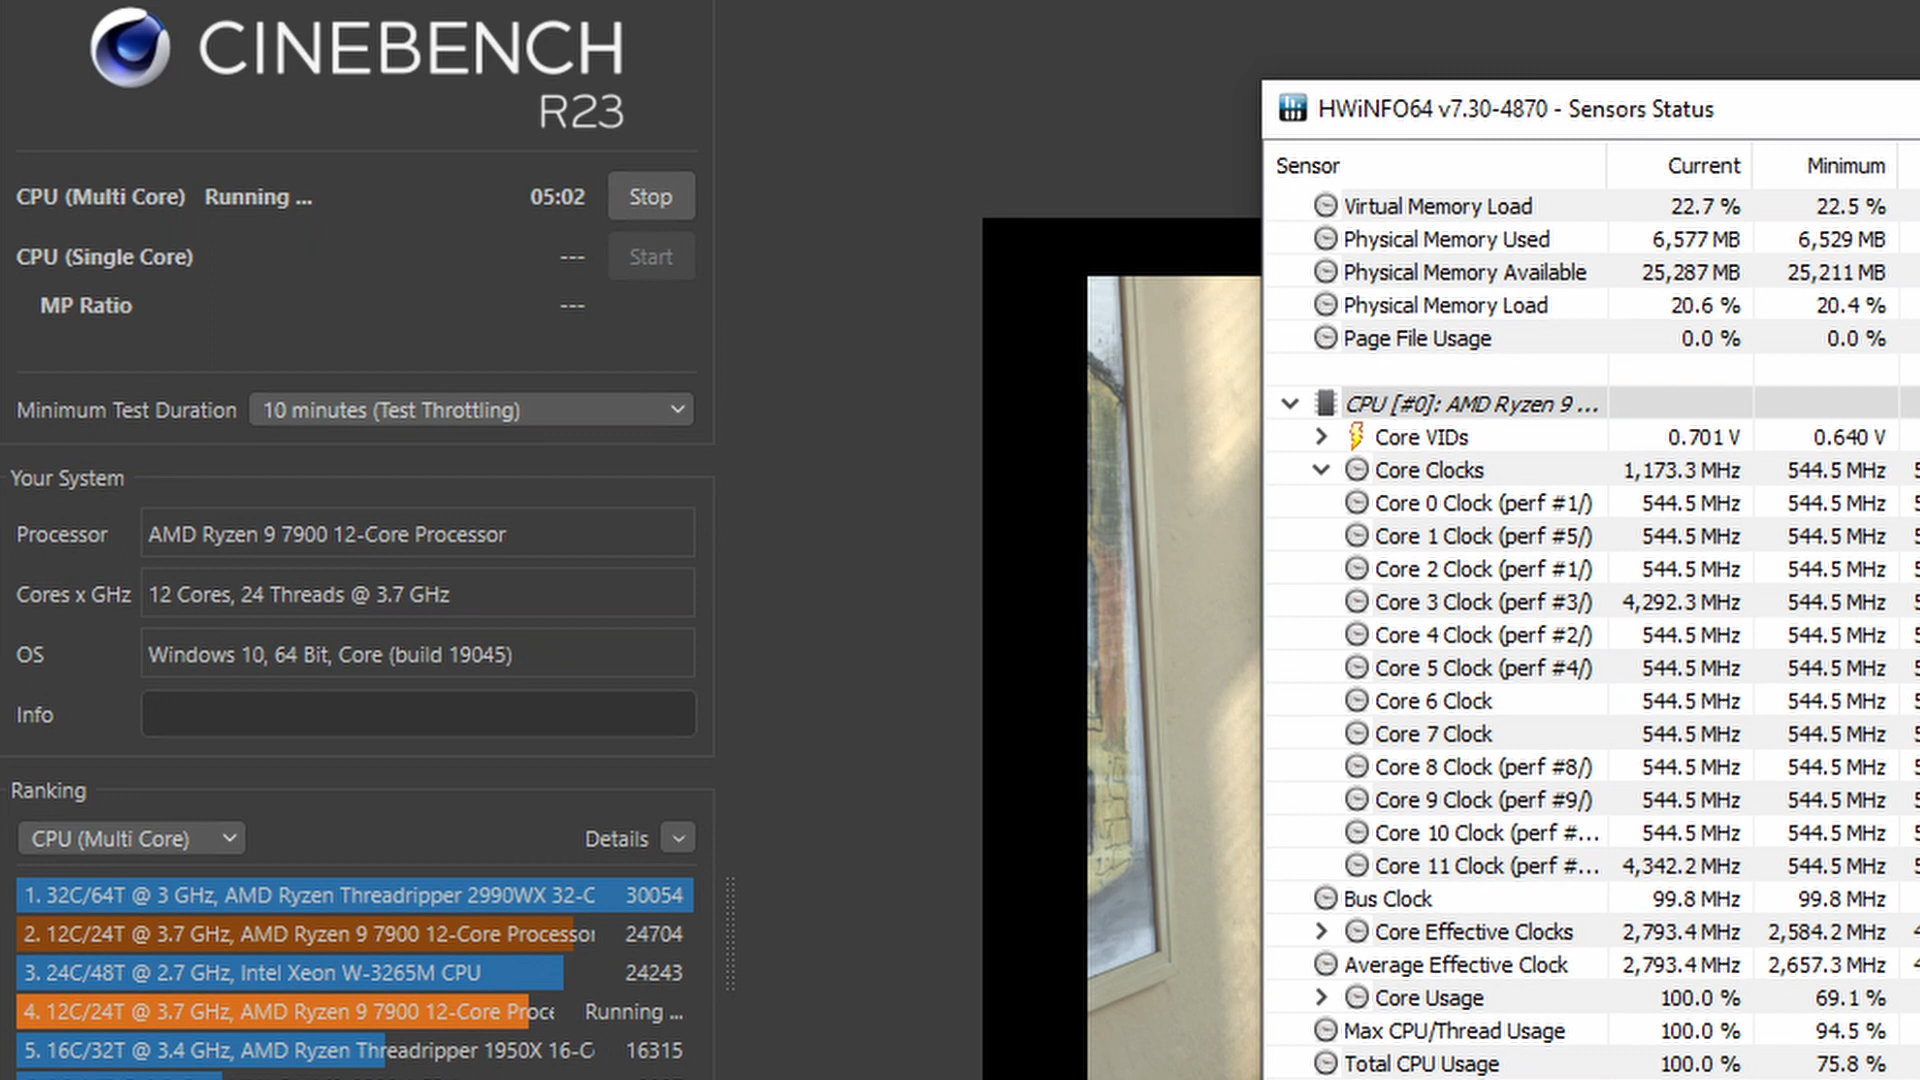 CINEBENCH
R23
CPU (Multi Core) Running ... 05:02 Stop
CPU (Single Core) --- Start
MP Ratio ---
Minimum Test Duration 10 minutes (Test Throttling)
Your System
Processor AMD Ryzen 9 7900 12-Core Processor
Cores x GHz 12 Cores, 24 Threads @ 3.7 GHz
OS Windows 10, 64 Bit, Core (build 19045)
Info
Ranking
CPU (Multi Core) Details
1. 32C/64T @ 3 GHz, AMD Ryzen Threadripper 2990WX 32-C 30054
2. 12C/24T @ 3.7 GHz, AMD Ryzen 9 7900 12-Core Processor 24704
3. 24C/48T @ 2.7 GHz, Intel Xeon W-3265M CPU 24243
4. 12C/24T @ 3.7 GHz, AMD Ryzen 9 7900 12-Core Proce Running ...
5. 16C/32T @ 3.4 GHz, AMD Ryzen Threadripper 1950X 16-C 16315
HWiNFO64 v7.30-4870 - Sensors Status
Sensor Current Minimum
Virtual Memory Load 22.7 % 22.5 %
Physical Memory Used 6,577 MB 6,529 MB
Physical Memory Available 25,287 MB 25,211 MB
Physical Memory Load 20.6 % 20.4 %
Page File Usage 0.0 % 0.0 %
CPU [#0]: AMD Ryzen 9 ...
Core VIDs 0.701 V 0.640 V
Core Clocks 1,173.3 MHz 544.5 MHz
Core 0 Clock (perf #1/) 544.5 MHz 544.5 MHz
Core 1 Clock (perf #5/) 544.5 MHz 544.5 MHz
Core 2 Clock (perf #1/) 544.5 MHz 544.5 MHz
Core 3 Clock (perf #3/) 4,292.3 MHz 544.5 MHz
Core 4 Clock (perf #2/) 544.5 MHz 544.5 MHz
Core 5 Clock (perf #4/) 544.5 MHz 544.5 MHz
Core 6 Clock 544.5 MHz 544.5 MHz
Core 7 Clock 544.5 MHz 544.5 MHz
Core 8 Clock (perf #8/) 544.5 MHz 544.5 MHz
Core 9 Clock (perf #9/) 544.5 MHz 544.5 MHz
Core 10 Clock (perf #... 544.5 MHz 544.5 MHz
Core 11 Clock (perf #... 4,342.2 MHz 544.5 MHz
Bus Clock 99.8 MHz 99.8 MHz
Core Effective Clocks 2,793.4 MHz 2,584.2 MHz
Average Effective Clock 2,793.4 MHz 2,657.3 MHz
Core Usage 100.0 % 69.1 %
Max CPU/Thread Usage 100.0 % 94.5 %
Total CPU Usage 100.0 % 75.8 %